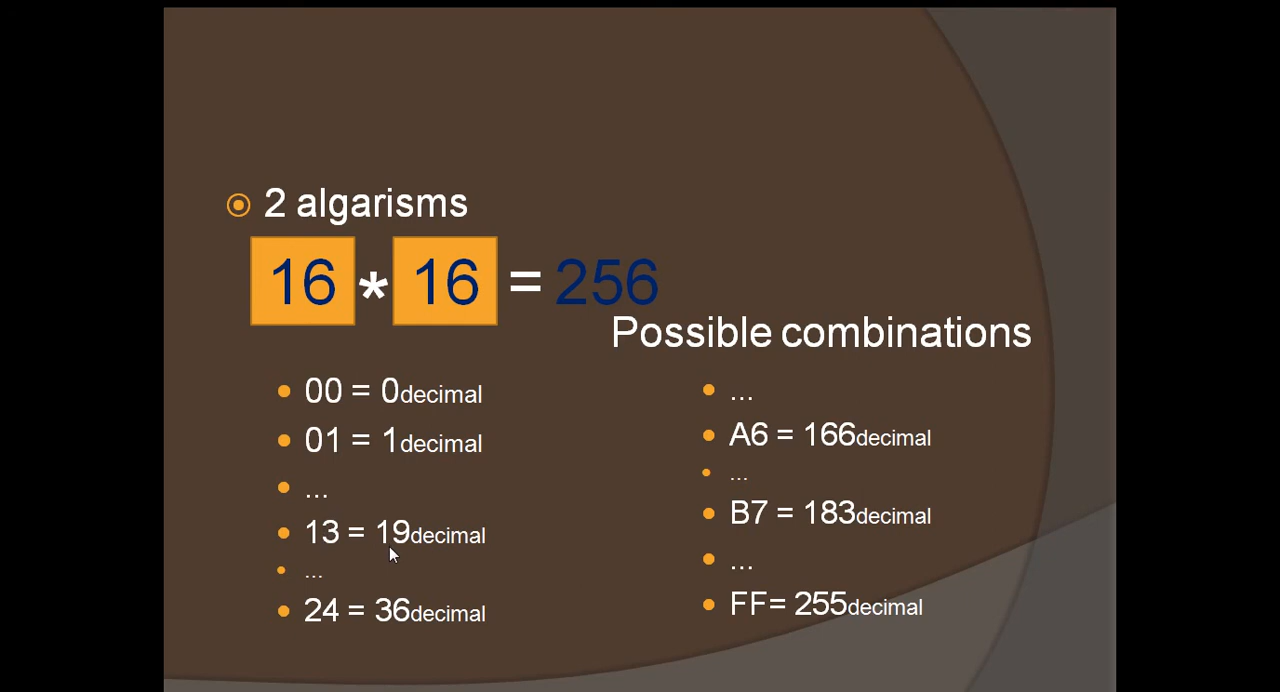 2 algarisms
16 * 16 = 256
Possible combinations
00 = 0decimal
01 = 1decimal
...
13 = 19decimal
...
24 = 36decimal
...
A6 = 166decimal
...
B7 = 183decimal
...
FF= 255decimal